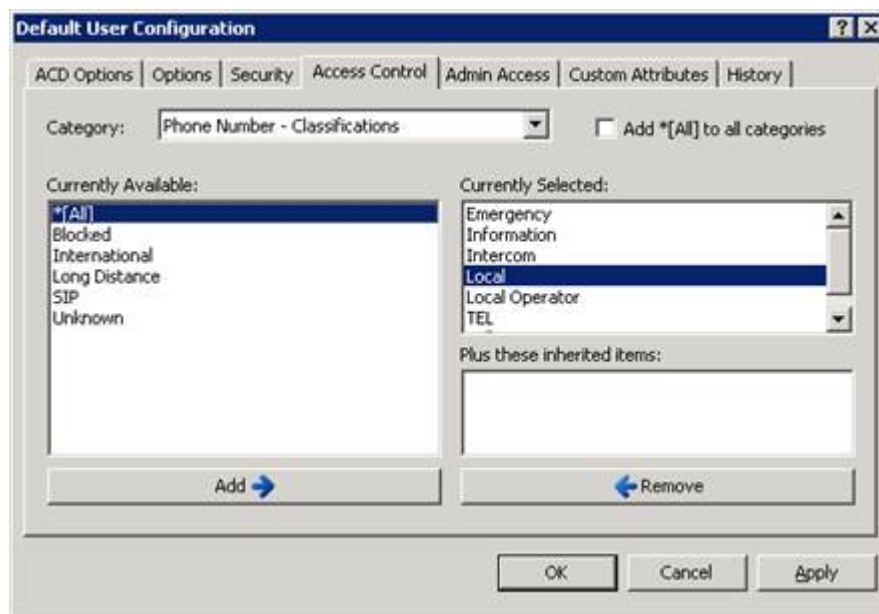 Default User Configuration
ACD Options Options Security Access Control Admin Access Custom Attributes History
Category: Phone Number - Classifications Add *[All] to all categories
Currently Available:
*[All]
Blocked
International
Long Distance
SIP
Unknown
Add
Currently Selected:
Emergency
Information
Intercom
Local
Local Operator
TEL
Plus these inherited items:
Remove
OK Cancel Apply